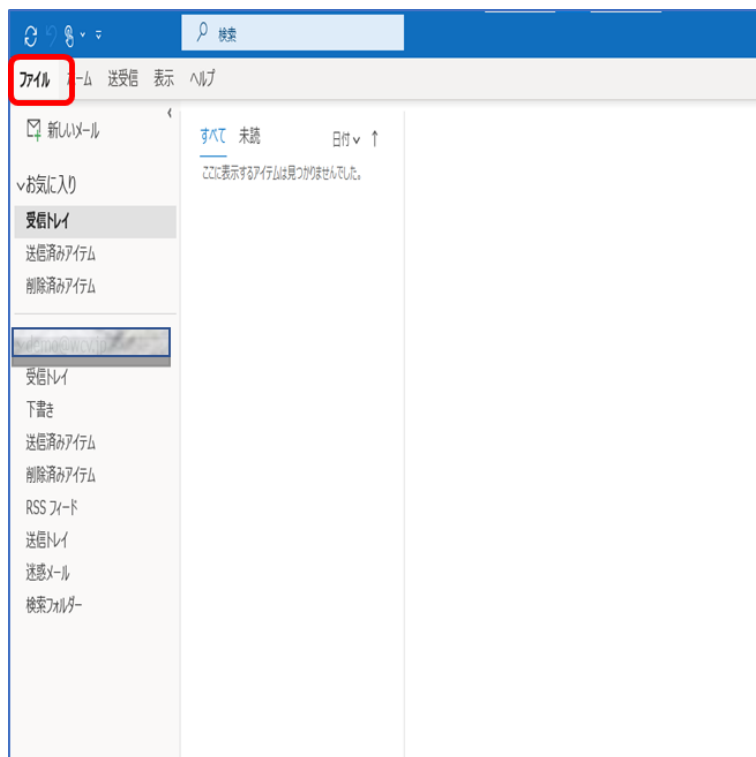 検索
ファイル ホーム 送受信 表示 ヘルプ
新しいメール
すべて 未読 日付
ここに表示するアイテムは見つかりませんでした。
お気に入り
受信トレイ
送信済みアイテム
削除済みアイテム
受信トレイ
下書き
送信済みアイテム
削除済みアイテム
RSS フィード
送信トレイ
迷惑メール
検索フォルダー